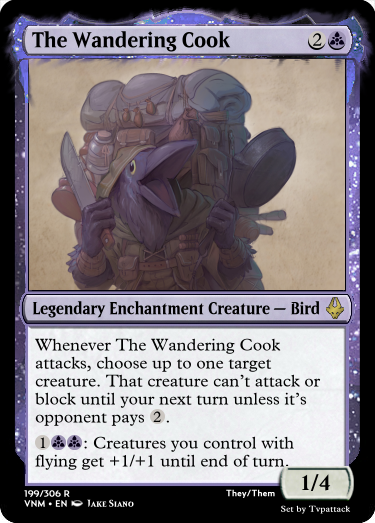 The Wandering Cook 2
Legendary Enchantment Creature — Bird
Whenever The Wandering Cook
attacks, choose up to one target
creature. That creature can't attack or
block until your next turn unless it's
opponent pays 2.
1: Creatures you control with
flying get +1/+1 until end of turn.
1/4
199/306 R
They/Them
VNM • EN Jake Siano
Set by Tvpattack